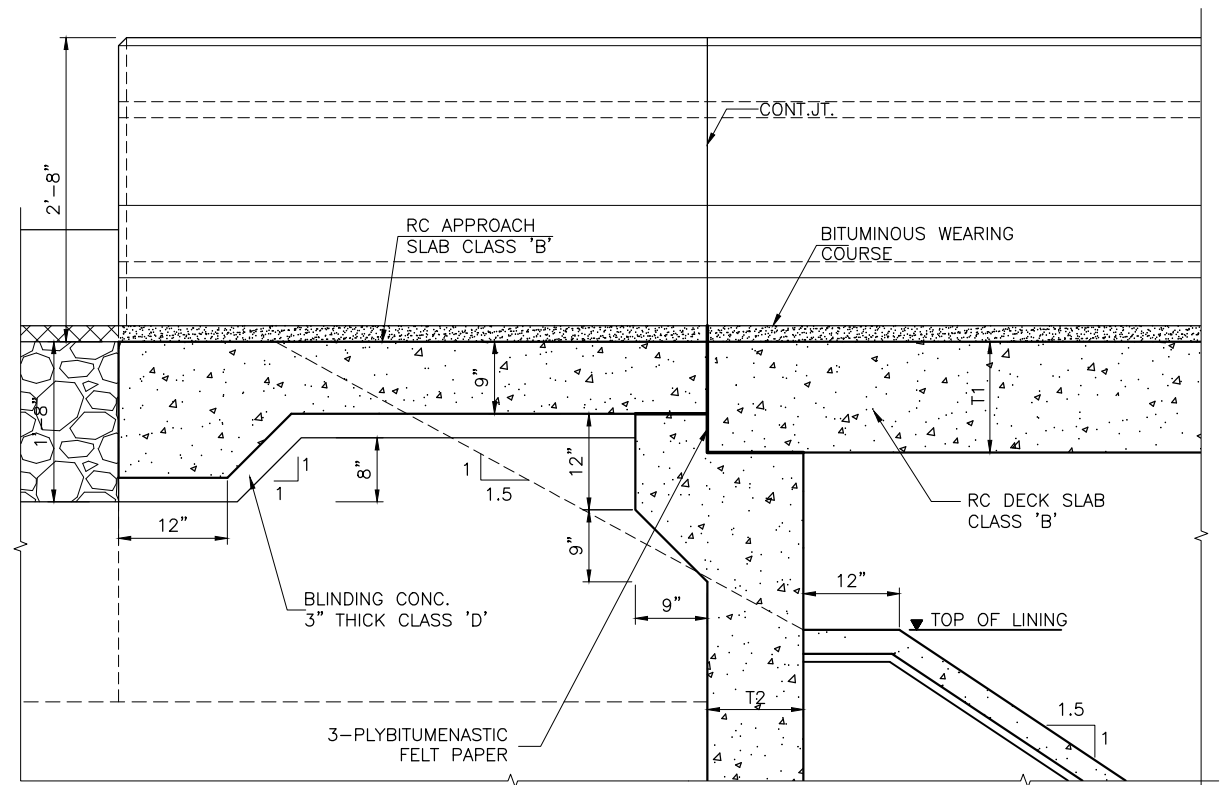 CONT.JT.
2'-8"
RC APPROACH
SLAB CLASS 'B'
BITUMINOUS WEARING
COURSE
1'-8"
9"
T1
12"
8"
1
1
1
1.5
12"
9"
RC DECK SLAB
CLASS 'B'
BLINDING CONC.
3" THICK CLASS 'D'
9"
12"
TOP OF LINING
T2
3-PLYBITUMENASTIC
FELT PAPER
1.5
1